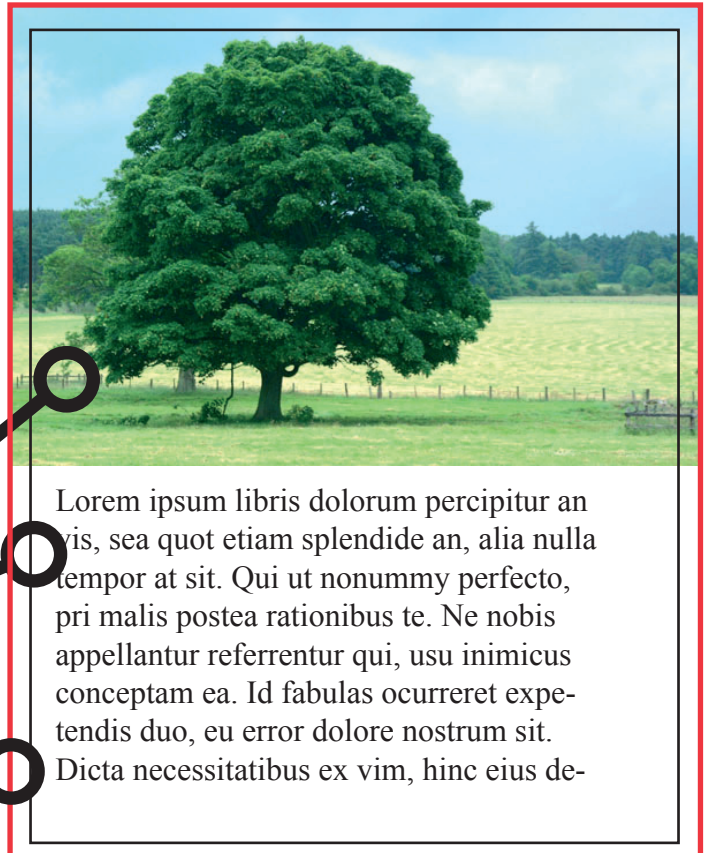 Lorem ipsum libris dolorum percipitur an
vis, sea quot etiam splendide an, alia nulla
tempor at sit. Qui ut nonummy perfecto,
pri malis postea rationibus te. Ne nobis
appellantur referrentur qui, usu inimicus
conceptam ea. Id fabulas ocurreret expe-
tendis duo, eu error dolore nostrum sit.
Dicta necessitatibus ex vim, hinc eius de-